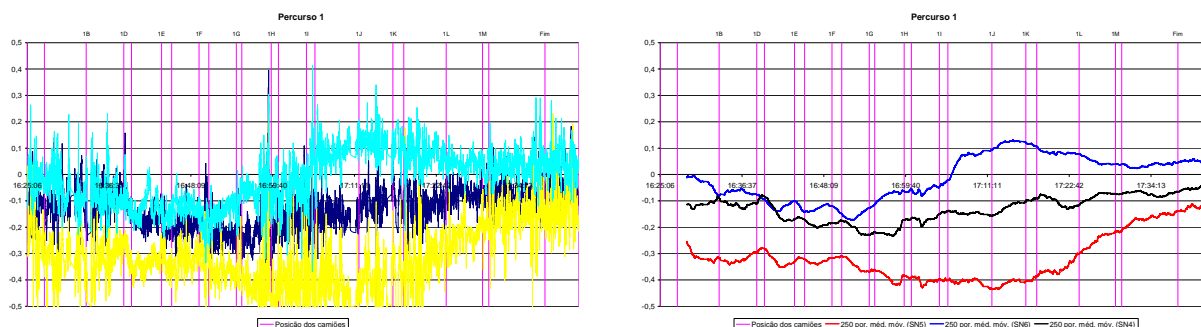 Percurso 1
1B 1D 1E 1F 1G 1H 1I 1J 1K 1L 1M Fim
0,5
0,4
0,3
0,2
0,1
0
-0,1
-0,2
-0,3
-0,4
-0,5
16:25:06 16:48:09 16:59:40
Posição dos camiões
Percurso 1
1B 1D 1E 1F 1G 1H 1I 1J 1K 1L 1M Fim
0,5
0,4
0,3
0,2
0,1
0
-0,1
-0,2
-0,3
-0,4
-0,5
16:25:06 16:36:37 16:48:09 16:59:40 17:11:11 17:22:42 17:34:13
Posição dos camiões 250 por. méd. móv. (SN5) 250 por. méd. móv. (SN6) 250 por. méd. móv. (SN4)